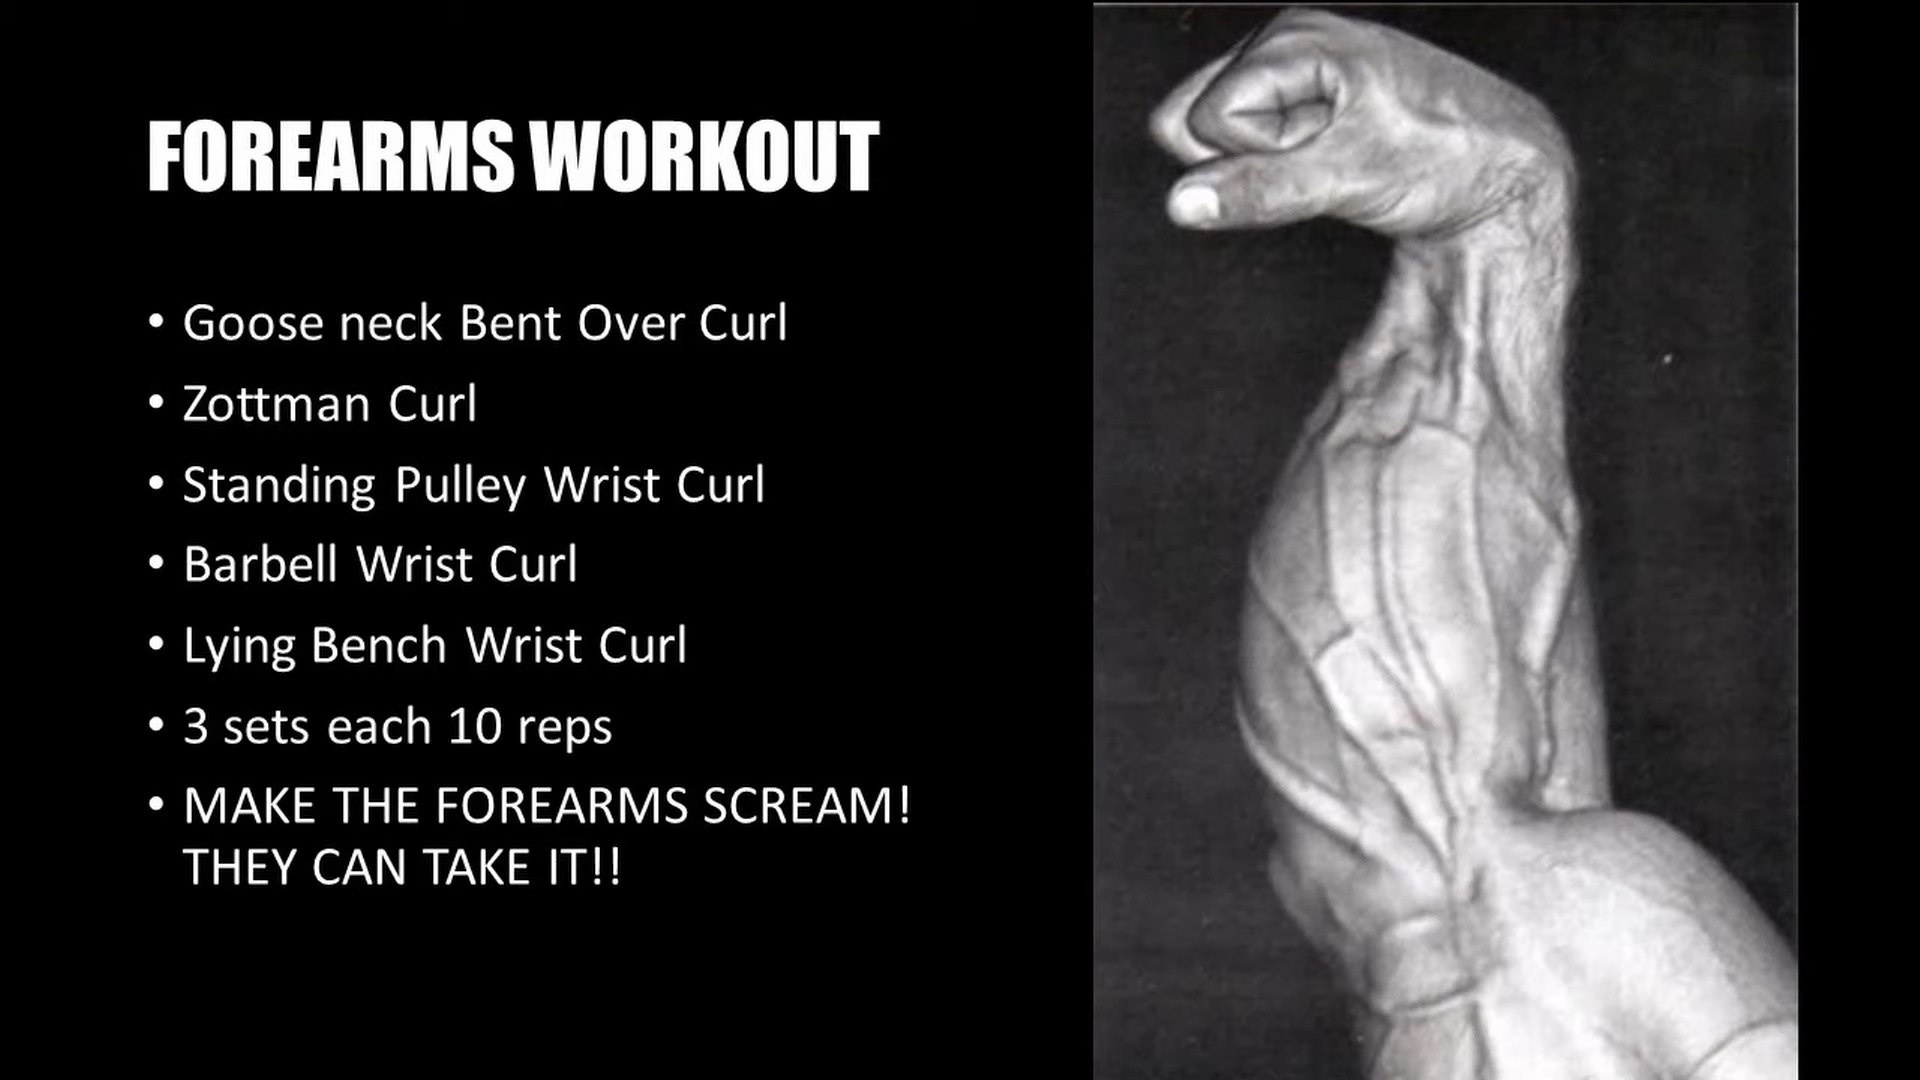 FOREARMS WORKOUT
• Goose neck Bent Over Curl
• Zottman Curl
• Standing Pulley Wrist Curl
• Barbell Wrist Curl
• Lying Bench Wrist Curl
• 3 sets each 10 reps
• MAKE THE FOREARMS SCREAM!
THEY CAN TAKE IT!!